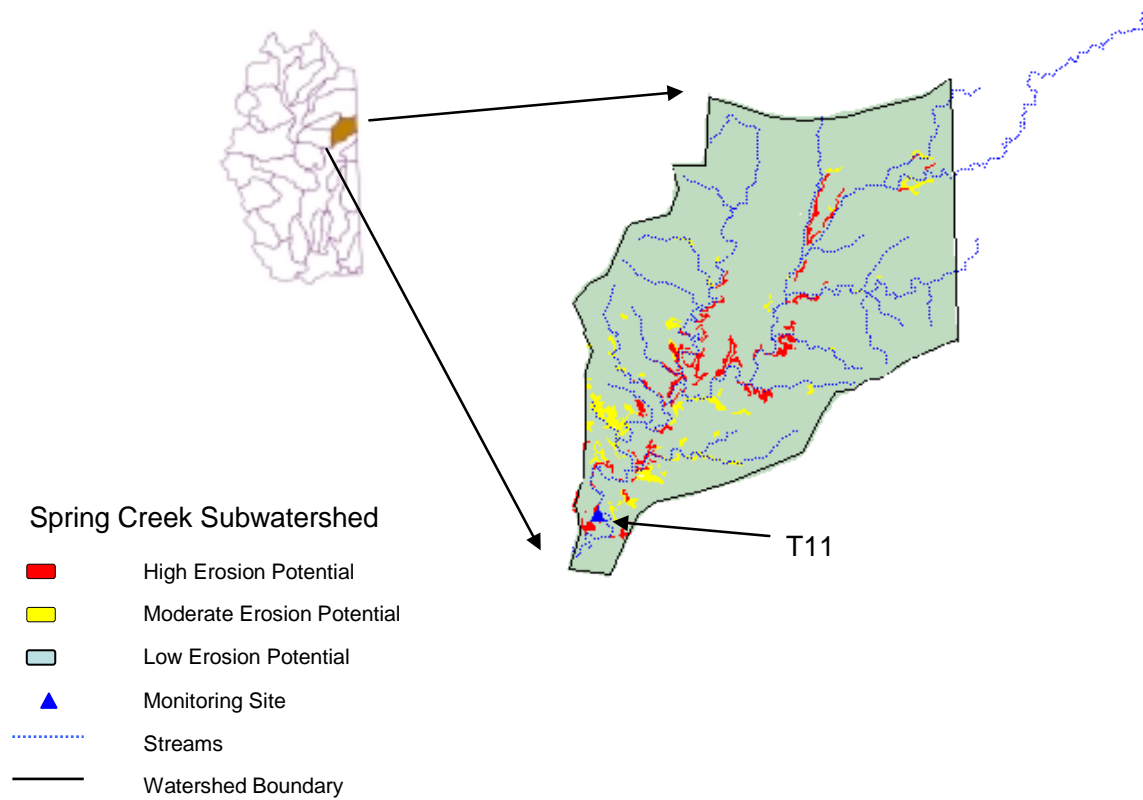 T11
Spring Creek Subwatershed
High Erosion Potential
Moderate Erosion Potential
Low Erosion Potential
Monitoring Site
Streams
Watershed Boundary